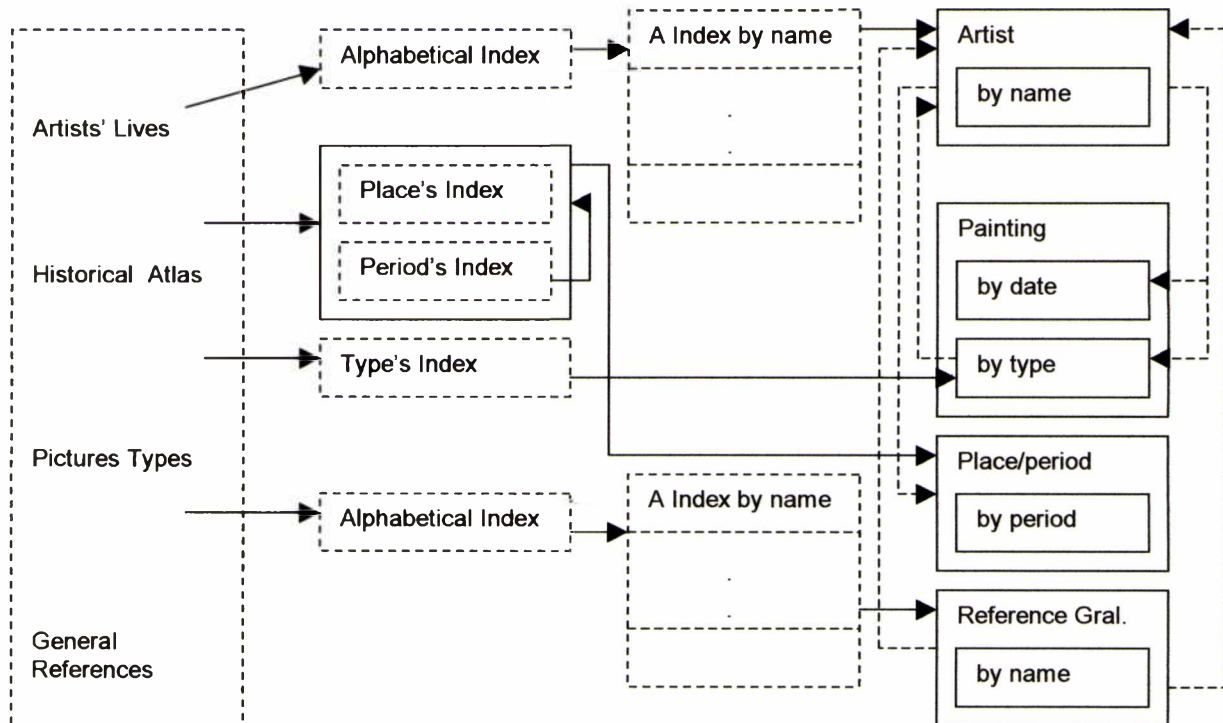 Artists' Lives
Historical Atlas
Pictures Types
General
References
Alphabetical Index
Place's Index
Period's Index
Type's Index
Alphabetical Index
A Index by name
.
.
A Index by name
.
.
Artist
by name
Painting
by date
by type
Place/period
by period
Reference Gral.
by name